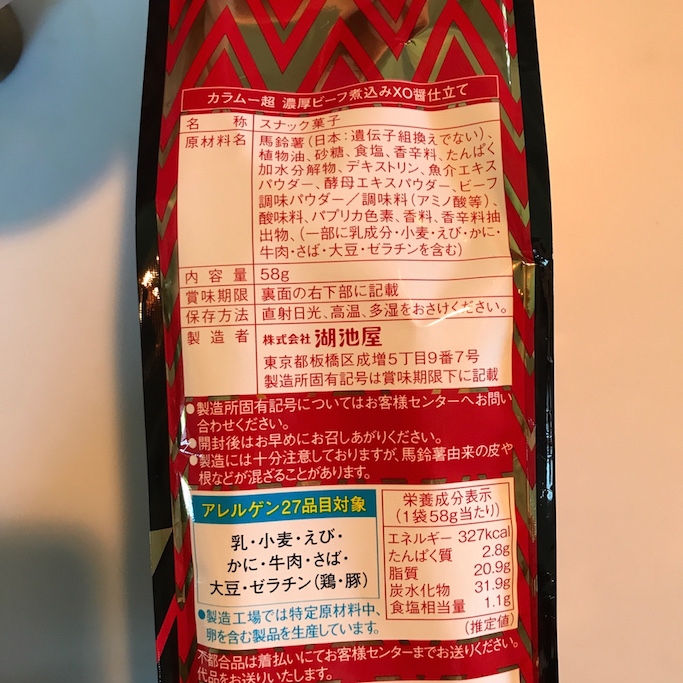 カラムー超 濃厚ビーフ煮込みXO醤仕立て
名称 スナック菓子
原材料名 馬鈴薯(日本:遺伝子組換えでない)、
植物油、砂糖、食塩、香辛料、たんぱく
加水分解物、デキストリン、魚介エキス
パウダー、酵母エキスパウダー、ビーフ
調味パウダー/調味料(アミノ酸等)、
酸味料、パプリカ色素、香料、香辛料抽
出物、(一部に乳成分・小麦・えび・かに・
牛肉・さば・大豆・ゼラチンを含む)
内容量 58g
賞味期限 裏面の右下部に記載
保存方法 直射日光、高温、多湿をおさけください。
製造者 株式会社 湖池屋
東京都板橋区成増5丁目9番7号
製造所固有記号は賞味期限下に記載
●製造所固有記号についてはお客様センターへお問い
合わせください。
●開封後はお早めにお召しあがりください。
●製造には十分注意しておりますが、馬鈴薯由来の皮や
根などが混ざることがあります。
アレルゲン27品目対象
乳・小麦・えび・
かに・牛肉・さば・
大豆・ゼラチン(鶏・豚)
●製造工場では特定原材料中、
卵を含む製品を生産しています。
栄養成分表示
(1袋58g当たり)
エネルギー 327kcal
たんぱく質 2.8g
脂質 20.9g
炭水化物 31.9g
食塩相当量 1.1g
(推定値)
不都合品は着払いにてお客様センターまでお送りください。
代品をお送りいたします。